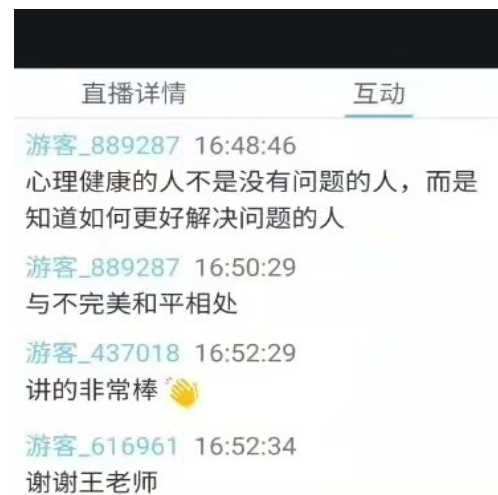 直播详情
互动
游客_889287 16:48:46
心理健康的人不是没有问题的人，而是
知道如何更好解决问题的人
游客_889287 16:50:29
与不完美和平相处
游客_437018 16:52:29
讲的非常棒👋
游客_616961 16:52:34
谢谢王老师